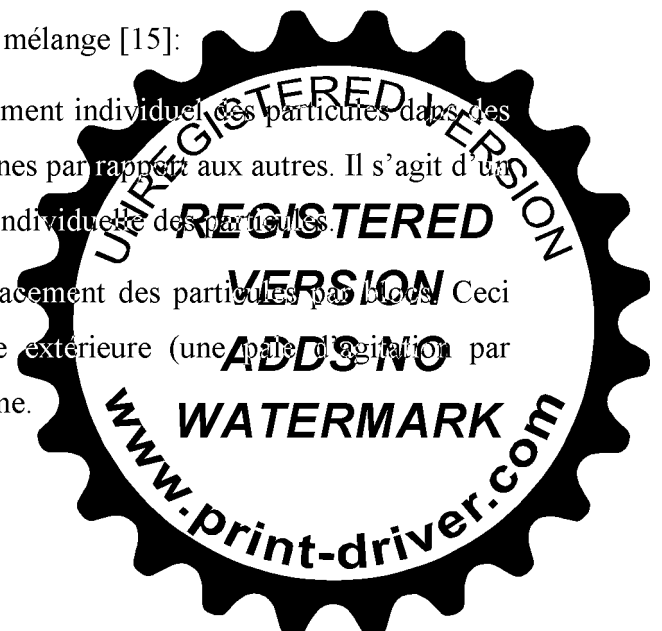 mélange [15]:
ment individuel des particules dans des
nes par rapport aux autres. Il s'agit d'un
ndividuelle des particules.
acement des particules par blocs. Ceci
e extérieure (une pale d'agitation par
ne.
UNREGISTERED VERSION
REGISTERED
VERSION
ADDS NO
WATERMARK
www.print-driver.com